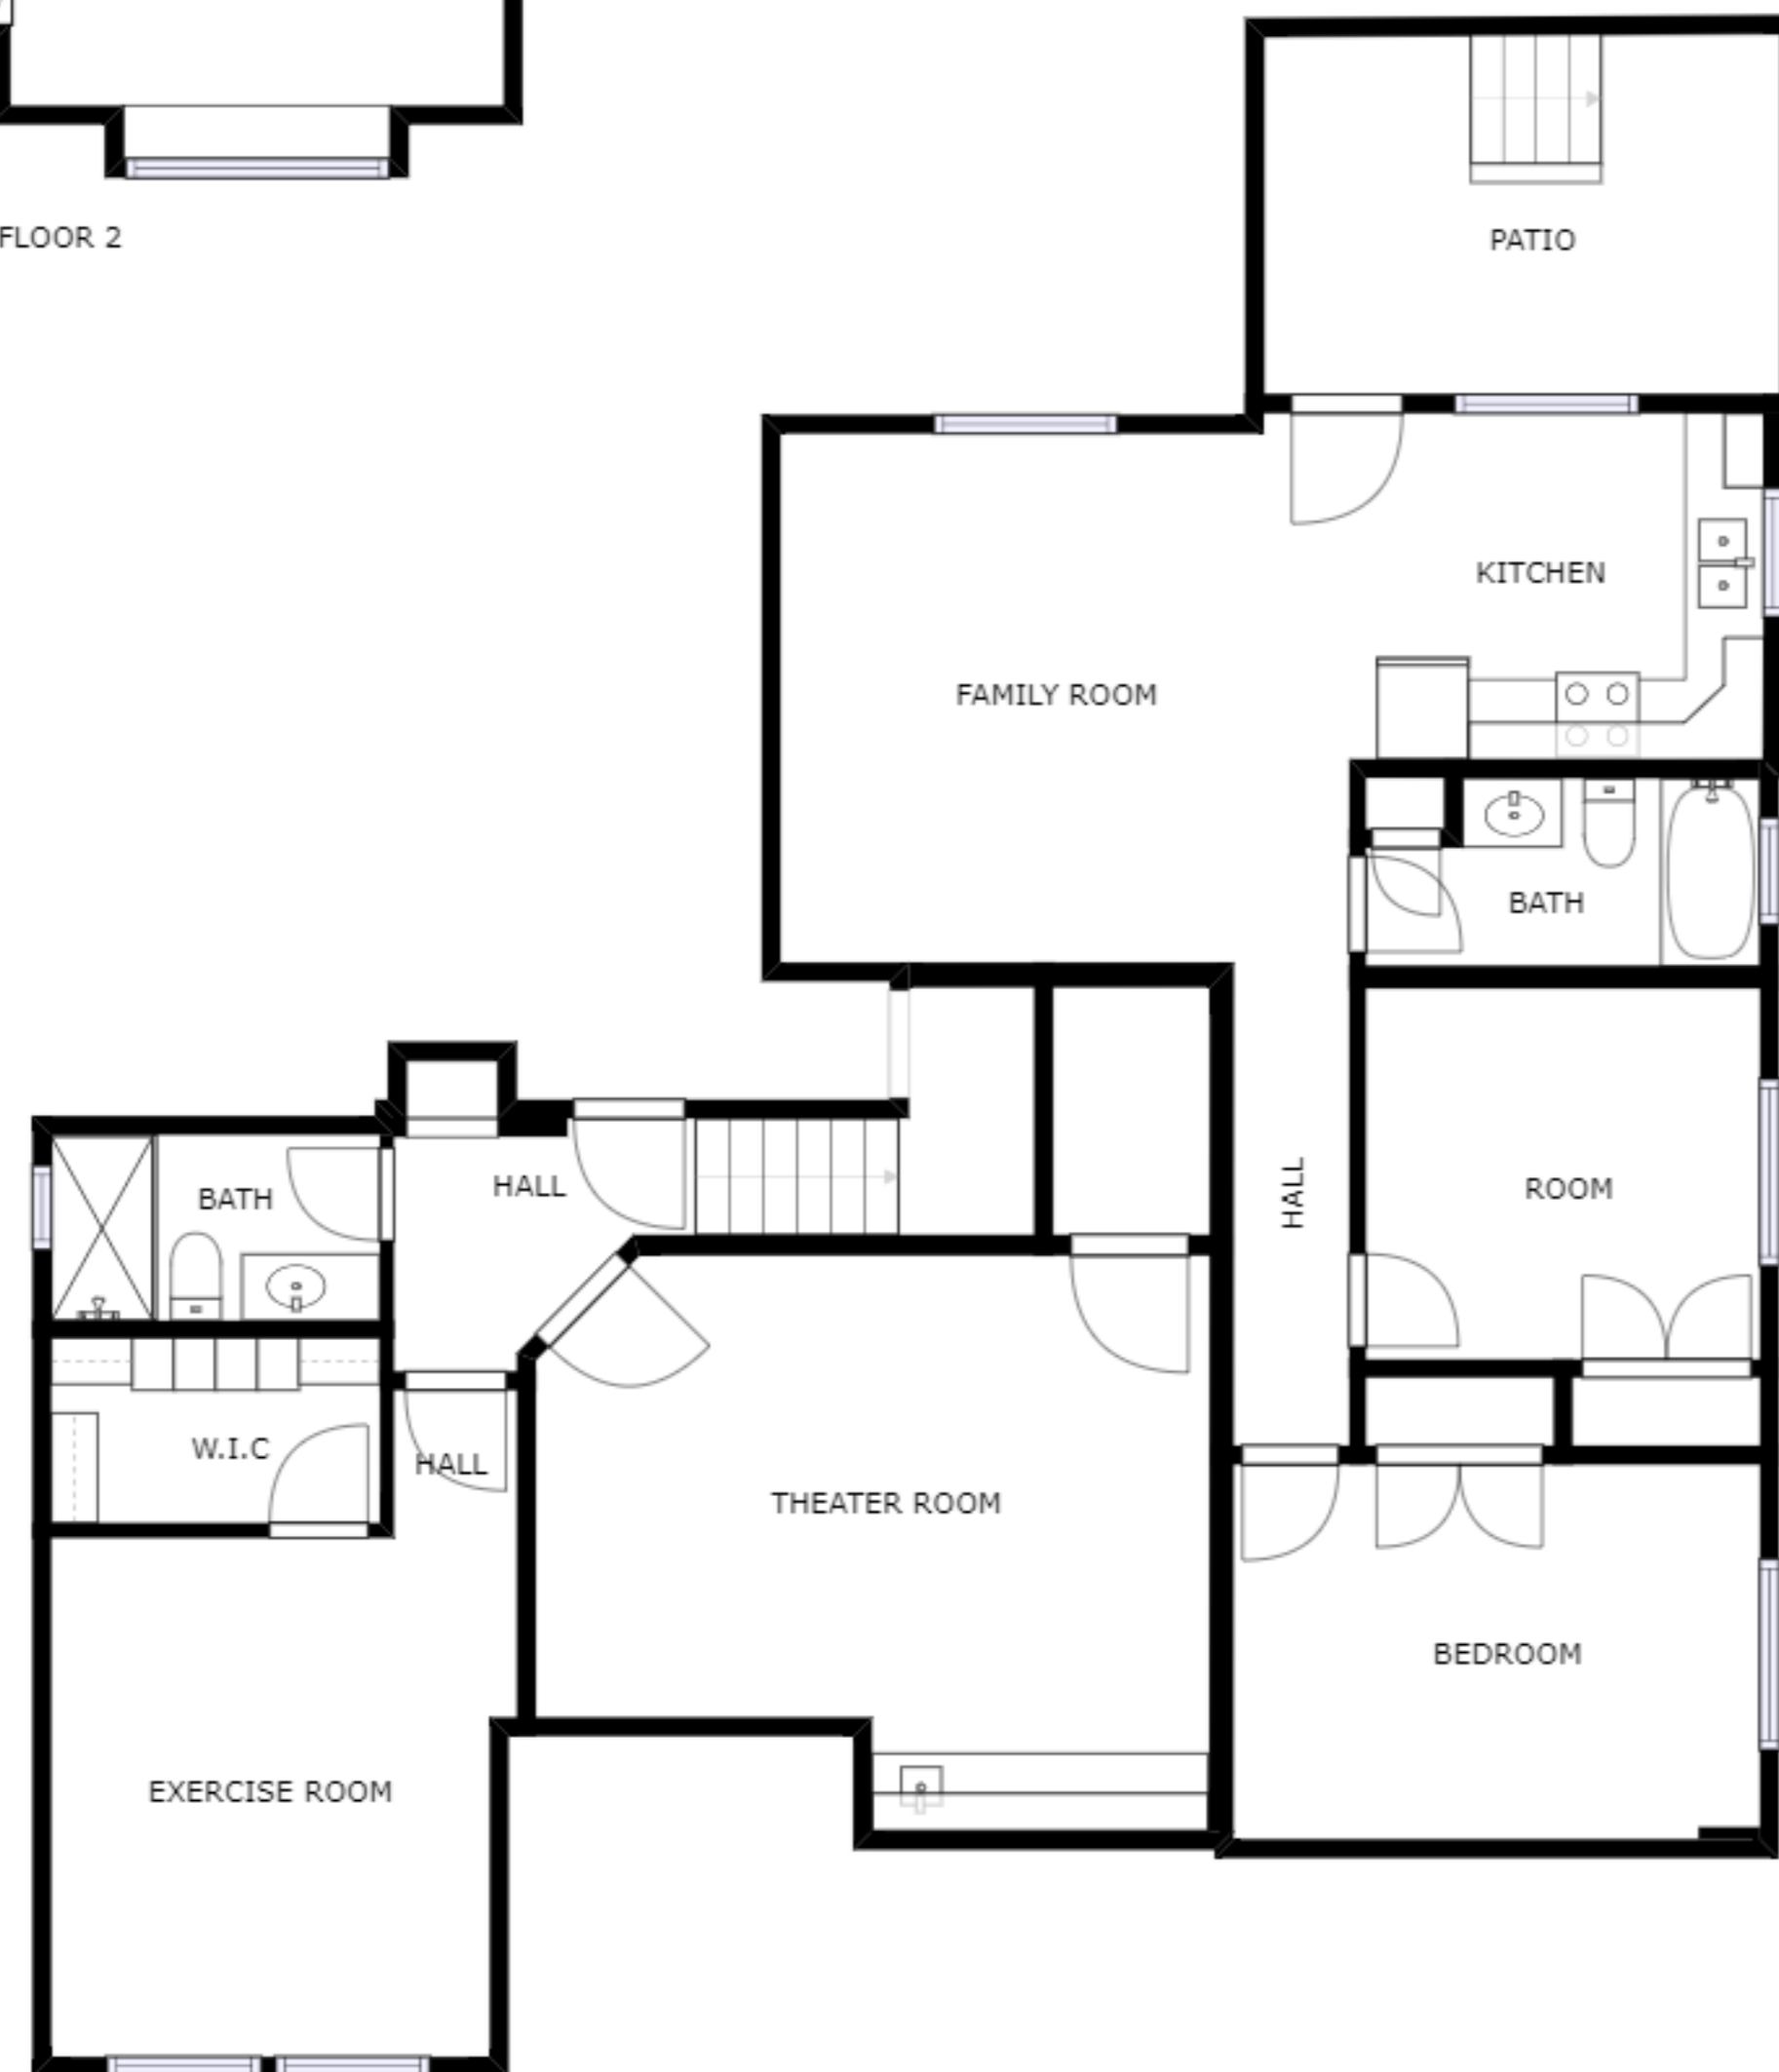 FLOOR 2
PATIO
KITCHEN
FAMILY ROOM
BATH
HALL
BATH
HALL
ROOM
W.I.C
HALL
THEATER ROOM
BEDROOM
EXERCISE ROOM